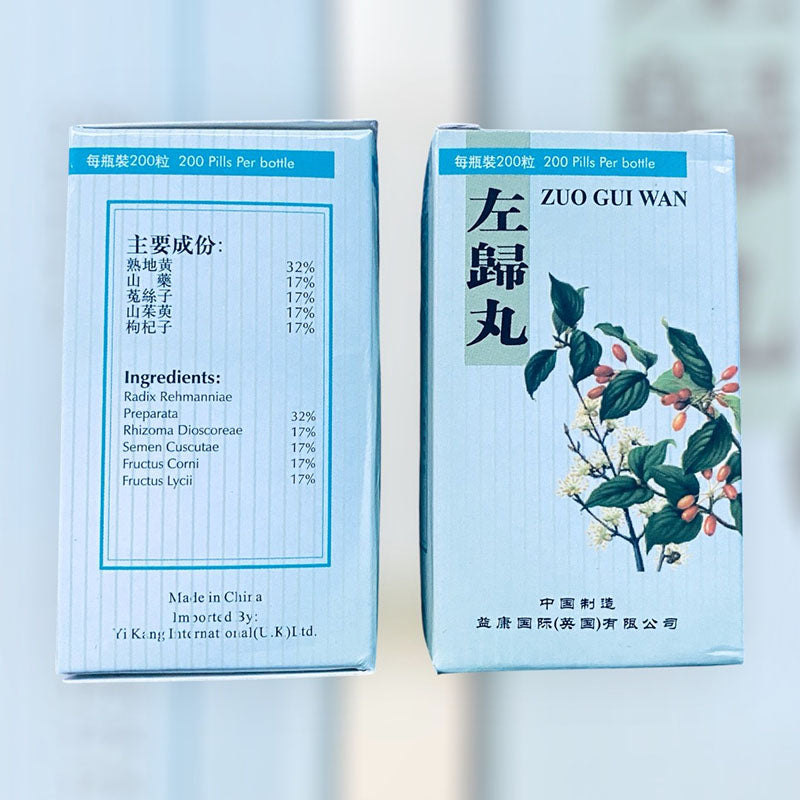 每瓶裝200粒 200 Pills Per bottle
主要成份:
熟地黃 32%
山 藥 17%
菟絲子 17%
山茱萸 17%
枸杞子 17%
Ingredients:
Radix Rehmanniae
Preparata 32%
Rhizoma Dioscoreae 17%
Semen Cuscutae 17%
Fructus Corni 17%
Fructus Lycii 17%
Made in China
Imported By:
Yi Kang International(U.K)Ltd.
每瓶裝200粒 200 Pills Per bottle
左歸丸
ZUO GUI WAN
中国制造
益康国际(英国)有限公司